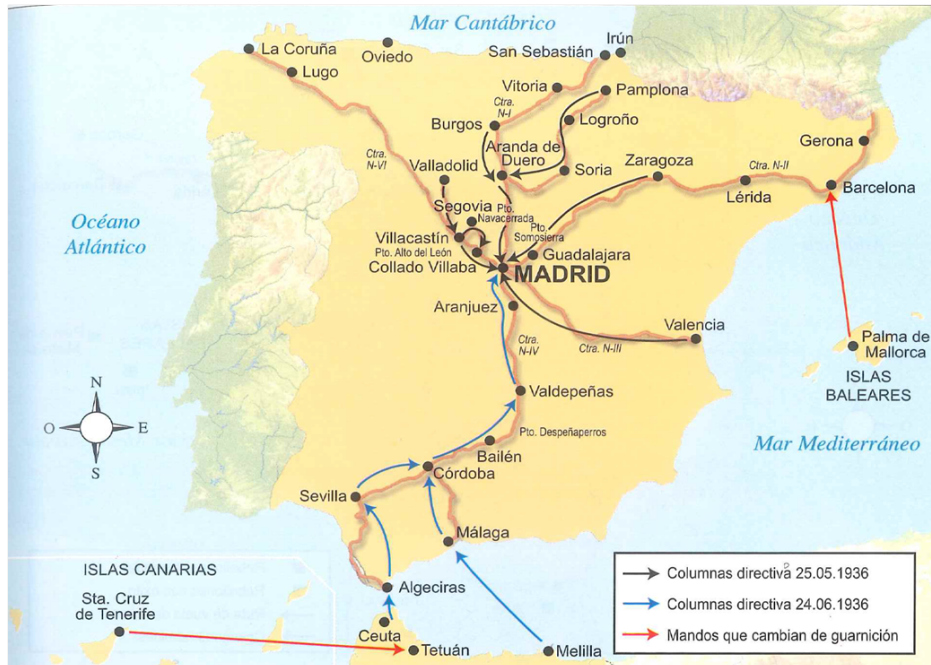 Mar Cantábrico
La Coruña
Lugo
Oviedo
San Sebastián
Irún
Vitoria
Pamplona
Ctra.
N-I
Burgos
Logroño
Aranda de
Duero
Soria
Gerona
Zaragoza
Ctra. N-II
Lérida
Barcelona
Ctra.
N-VI
Valladolid
Segovia
Pto.
Navacerrada
Océano
Atlántico
Villacastín
Pto. Alto del León
Collado Villaba
Pto.
Somosierra
Guadalajara
MADRID
Aranjuez
Ctra.
N-IV
Ctra. N-III
Valencia
Palma de
Mallorca
ISLAS
BALEARES
N
O
E
S
Valdepeñas
Pto. Despeñaperros
Bailén
Mar Mediterráneo
Córdoba
Sevilla
Málaga
Algeciras
ISLAS CANARIAS
Sta. Cruz
de Tenerife
Ceuta
Tetuán
Melilla
Columnas directiva 25.05.1936
Columnas directiva 24.06.1936
Mandos que cambian de guarnición